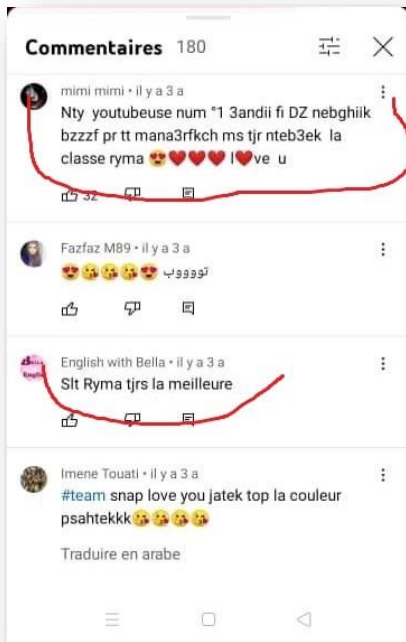 Commentaires 180
mimi mimi • il y a 3 a
Nty youtubeuse num °1 3andii fi DZ nebghiik
bzzzf pr tt mana3rfkch ms tjr nteb3ek la
classe ryma 😍❤️❤️❤️ l❤️ve u
32
Fazfaz M89 • il y a 3 a
😍😘😘😘😍 تووووب
English with Bella • il y a 3 a
Slt Ryma tjrs la meilleure
Imene Touati • il y a 3 a
#team snap love you jatek top la couleur
psahtekkk😘😘😘😘
Traduire en arabe